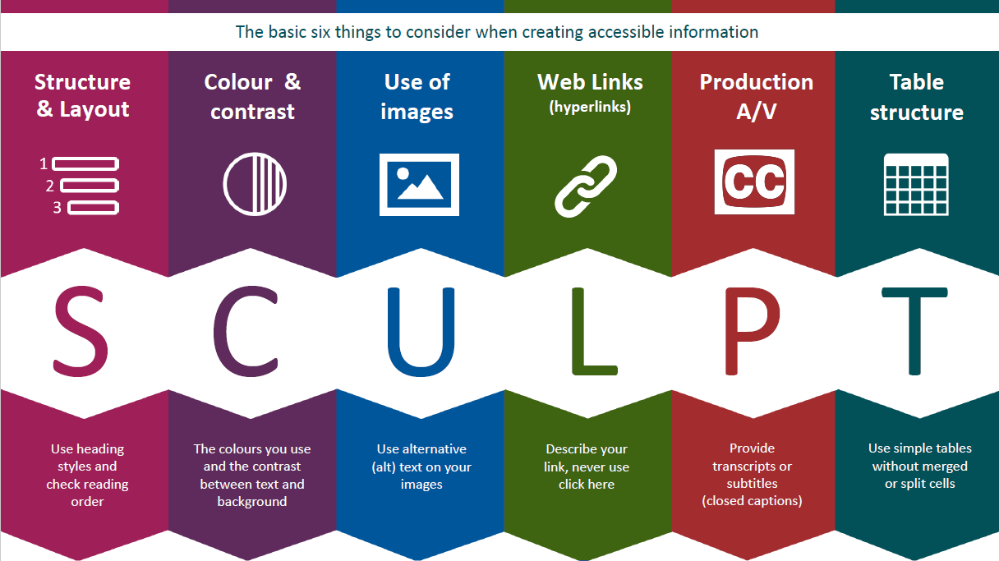 The basic six things to consider when creating accessible information
Structure
& Layout
1
2
3
S
Use heading
styles and
check reading
order
Colour &
contrast
C
The colours you use
and the contrast
between text and
background
Use of
images
U
Use alternative
(alt) text on your
images
Web Links
(hyperlinks)
L
Describe your
link, never use
click here
Production
A/V
CC
P
Provide
transcripts or
subtitles
(closed captions)
Table
structure
T
Use simple tables
without merged
or split cells